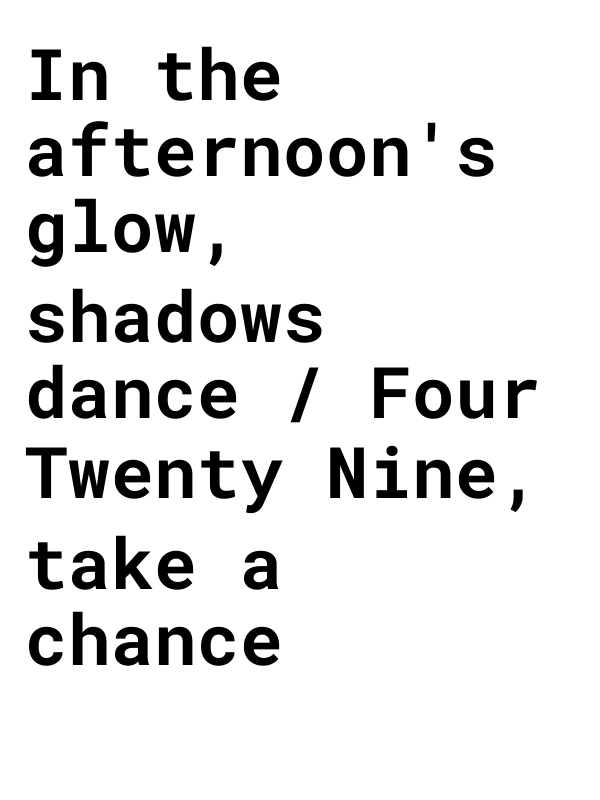 In the
afternoon's
glow,
shadows
dance / Four
Twenty Nine,
take a
chance